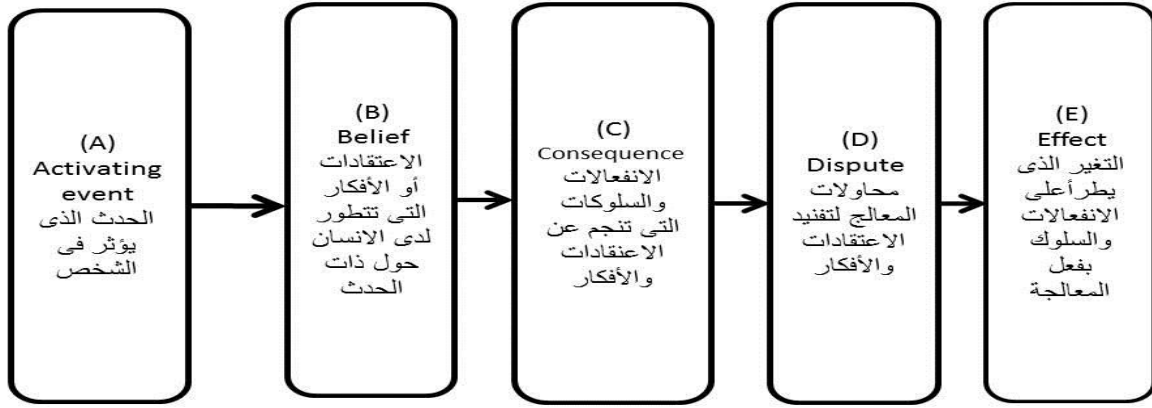 (A)
Activating
event
الحدث الذى
يؤثر فى
الشخص
(B)
Belief
الاعتقادات
أو الأفكار
التى تتطور
لدى الانسان
حول ذات
الحدث
(C)
Consequence
الانفعالات
والسلوكات
التى تنجم عن
الاعتقادات
والأفكار
(D)
Dispute
محاولات
المعالج لتفنيد
الاعتقادات
والأفكار
(E)
Effect
التغير الذى
يطرأعلى
الانفعالات
والسلوك
بفعل
المعالجة